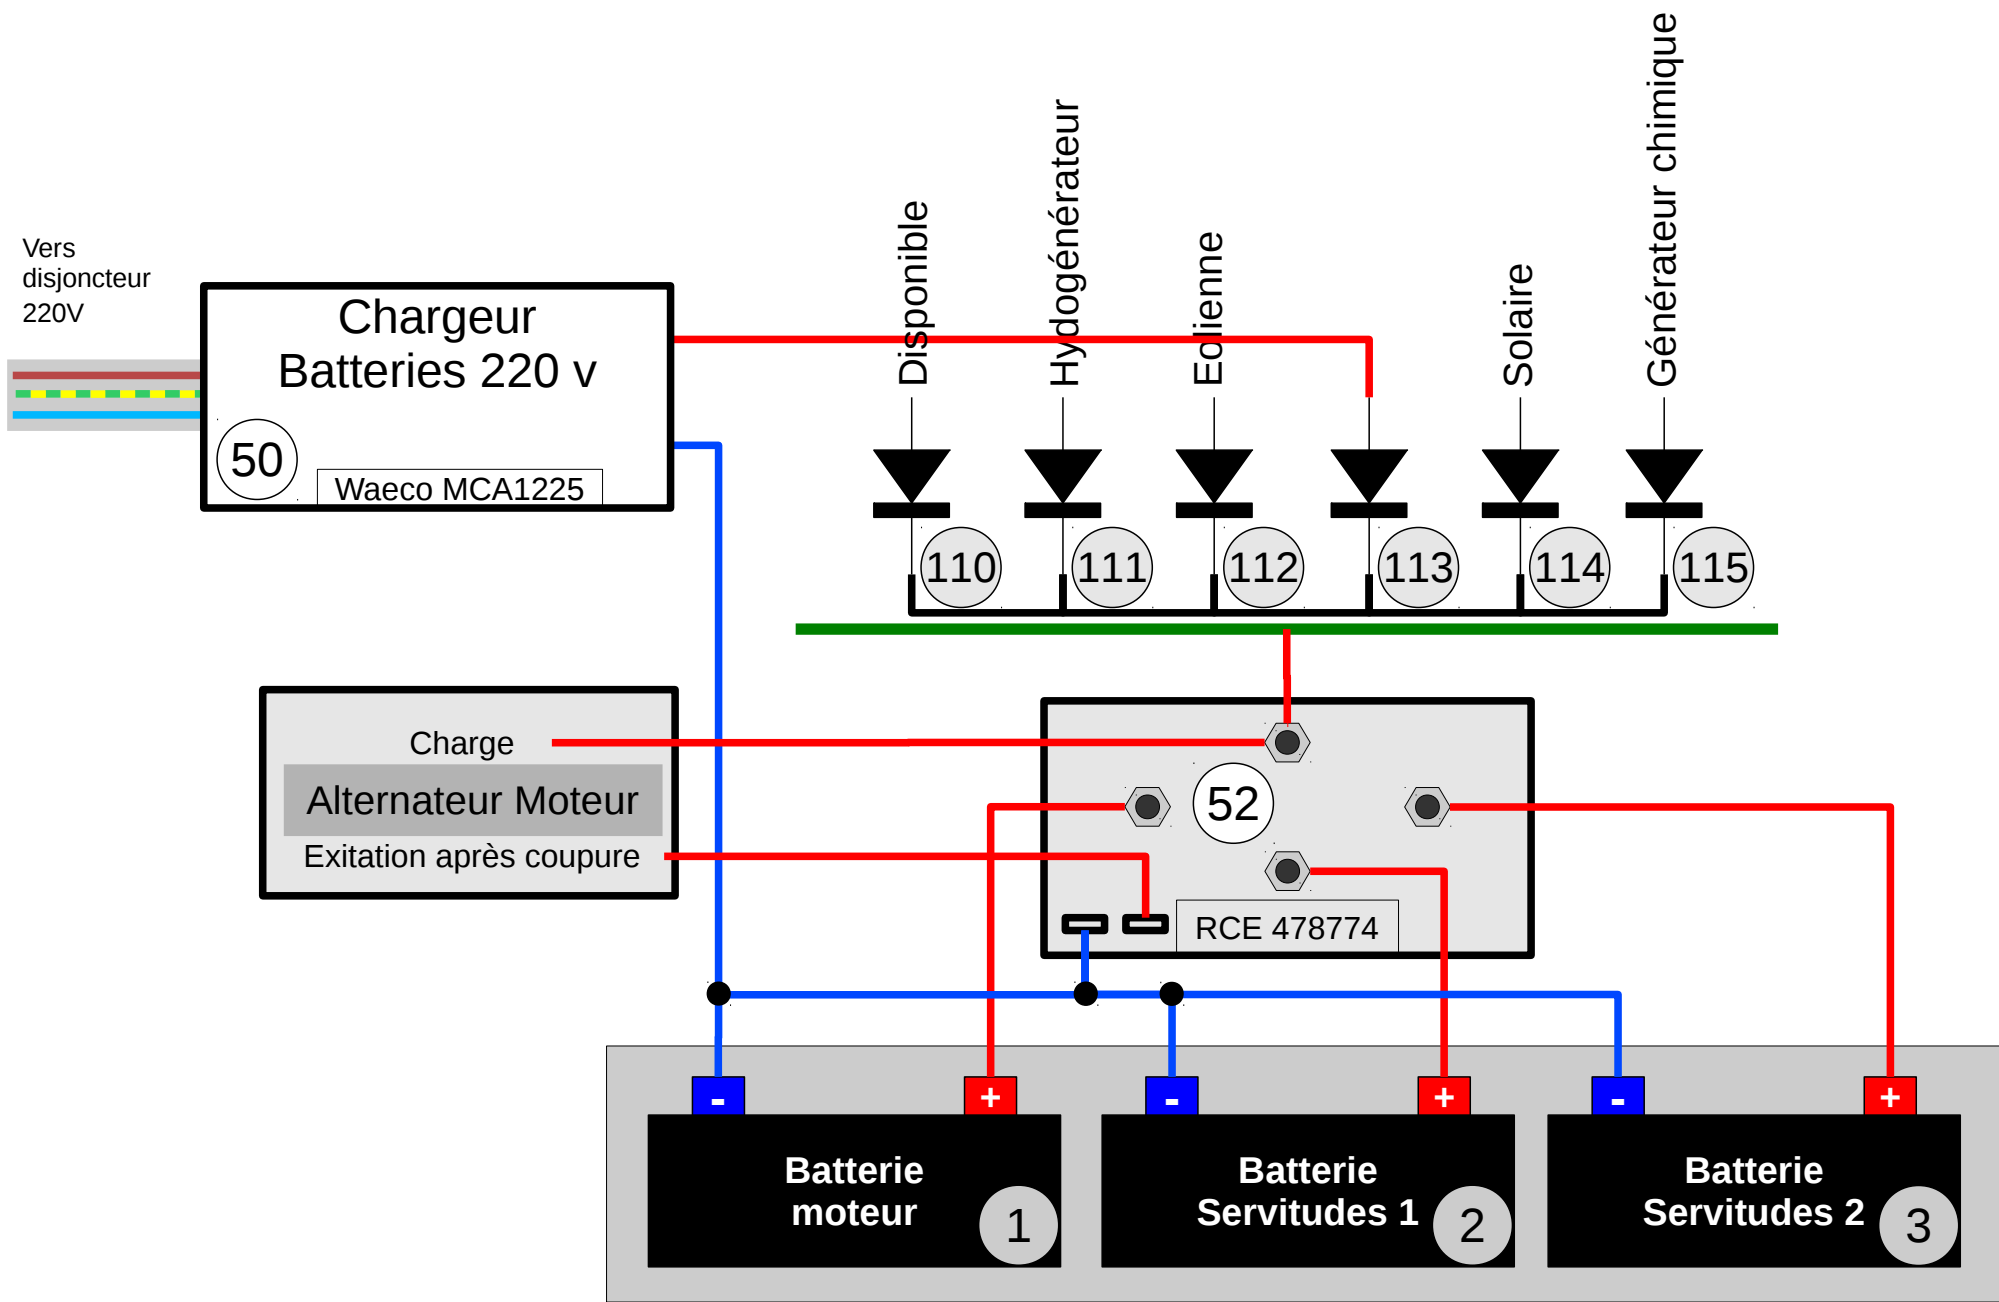 Disponible
Hydogénérateur
Eolienne
Solaire
Générateur chimique
Vers
disjoncteur
220V
Chargeur
Batteries 220 v
50
Waeco MCA1225
110
111
112
113
114
115
Charge
Alternateur Moteur
Exitation après coupure
52
RCE 478774
-
+
-
+
-
+
Batterie
moteur
1
Batterie
Servitudes 1
2
Batterie
Servitudes 2
3